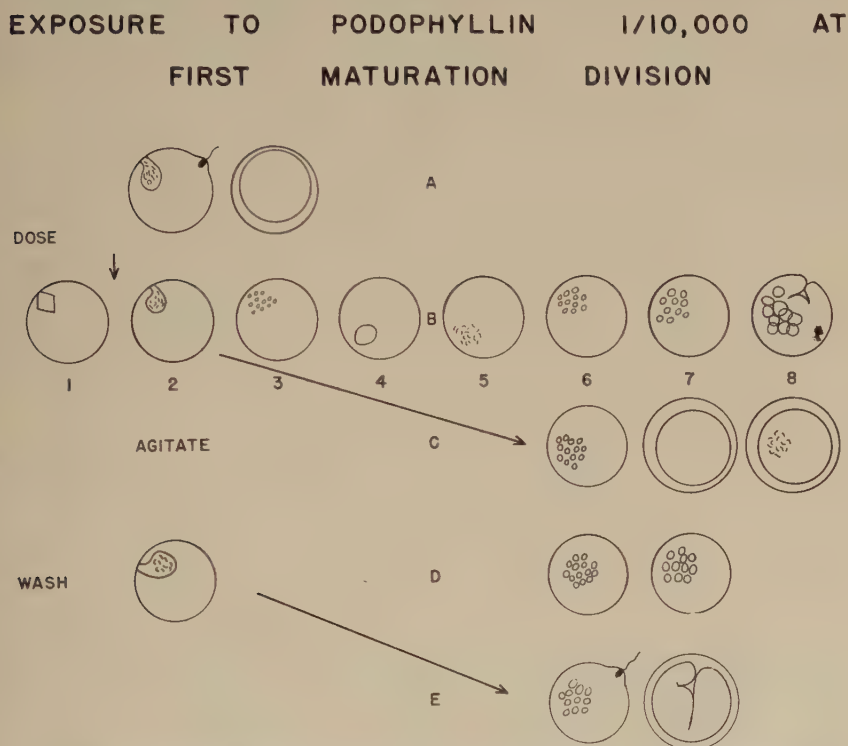 EXPOSURE TO PODOPHYLLIN 1/10,000 AT
FIRST MATURATION DIVISION
A
DOSE
B
1 2 3 4 5 6 7 8
AGITATE C
WASH D
E